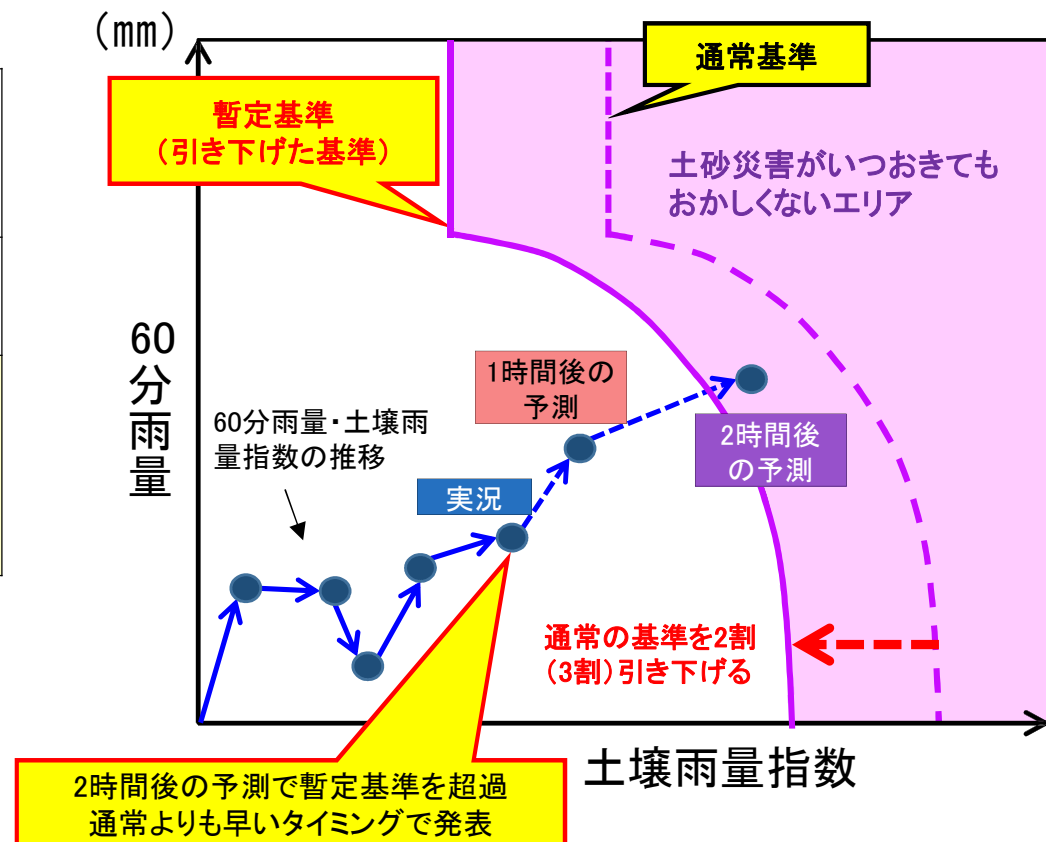 (mm)
通常基準
暫定基準
（引き下げた基準）
土砂災害がいつおきても
おかしくないエリア
60
分
雨
量
1時間後の
予測
60分雨量・土壌雨
量指数の推移
2時間後
の予測
実況
通常の基準を2割
（3割）引き下げる
土壌雨量指数
2時間後の予測で暫定基準を超過
通常よりも早いタイミングで発表